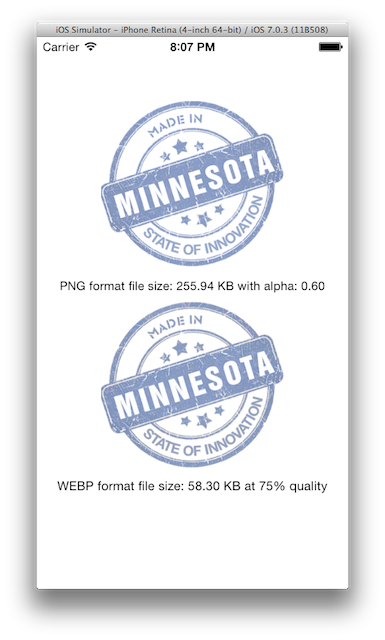 iOS Simulator - iPhone Retina (4-inch 64-bit) / iOS 7.0.3 (11B508)
Carrier 8:07 PM
MADE IN
MINNESOTA
STATE OF INNOVATION
PNG format file size: 255.94 KB with alpha: 0.60
MADE IN
MINNESOTA
STATE OF INNOVATION
WEBP format file size: 58.30 KB at 75% quality